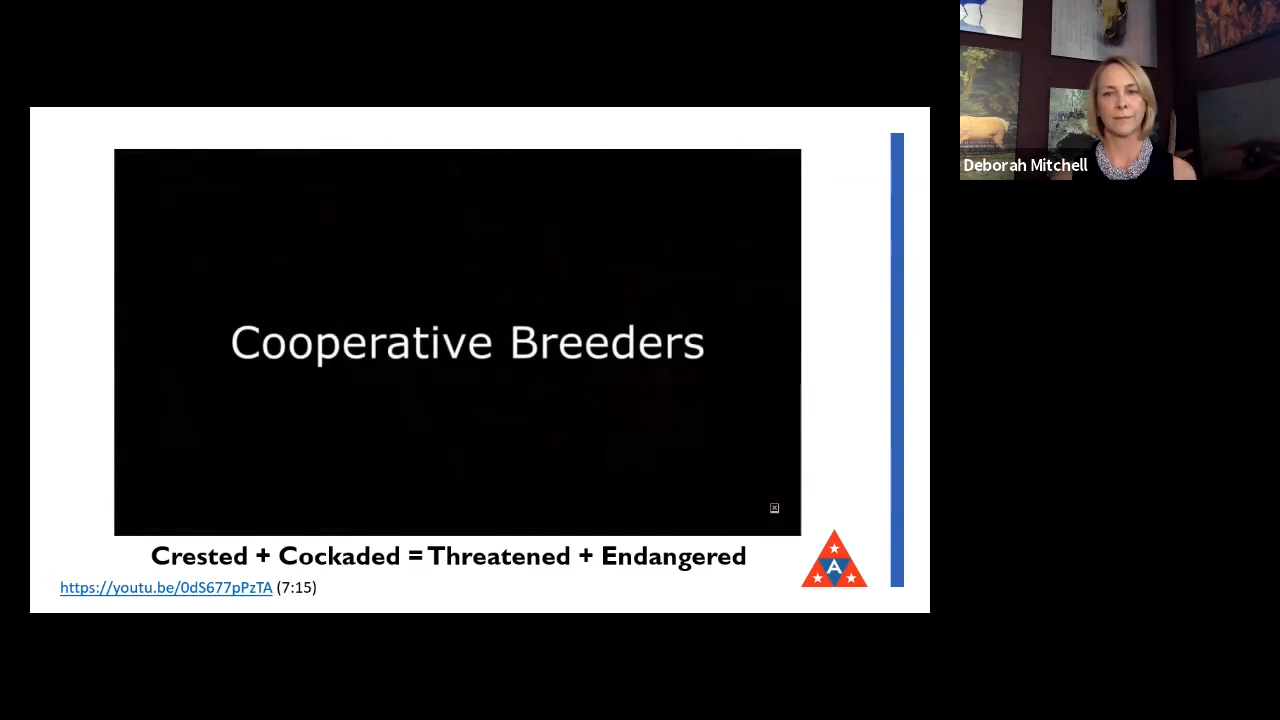 Cooperative Breeders
Crested + Cockaded = Threatened + Endangered
https://youtu.be/0dS677pPzTA (7:15)
A
Deborah Mitchell